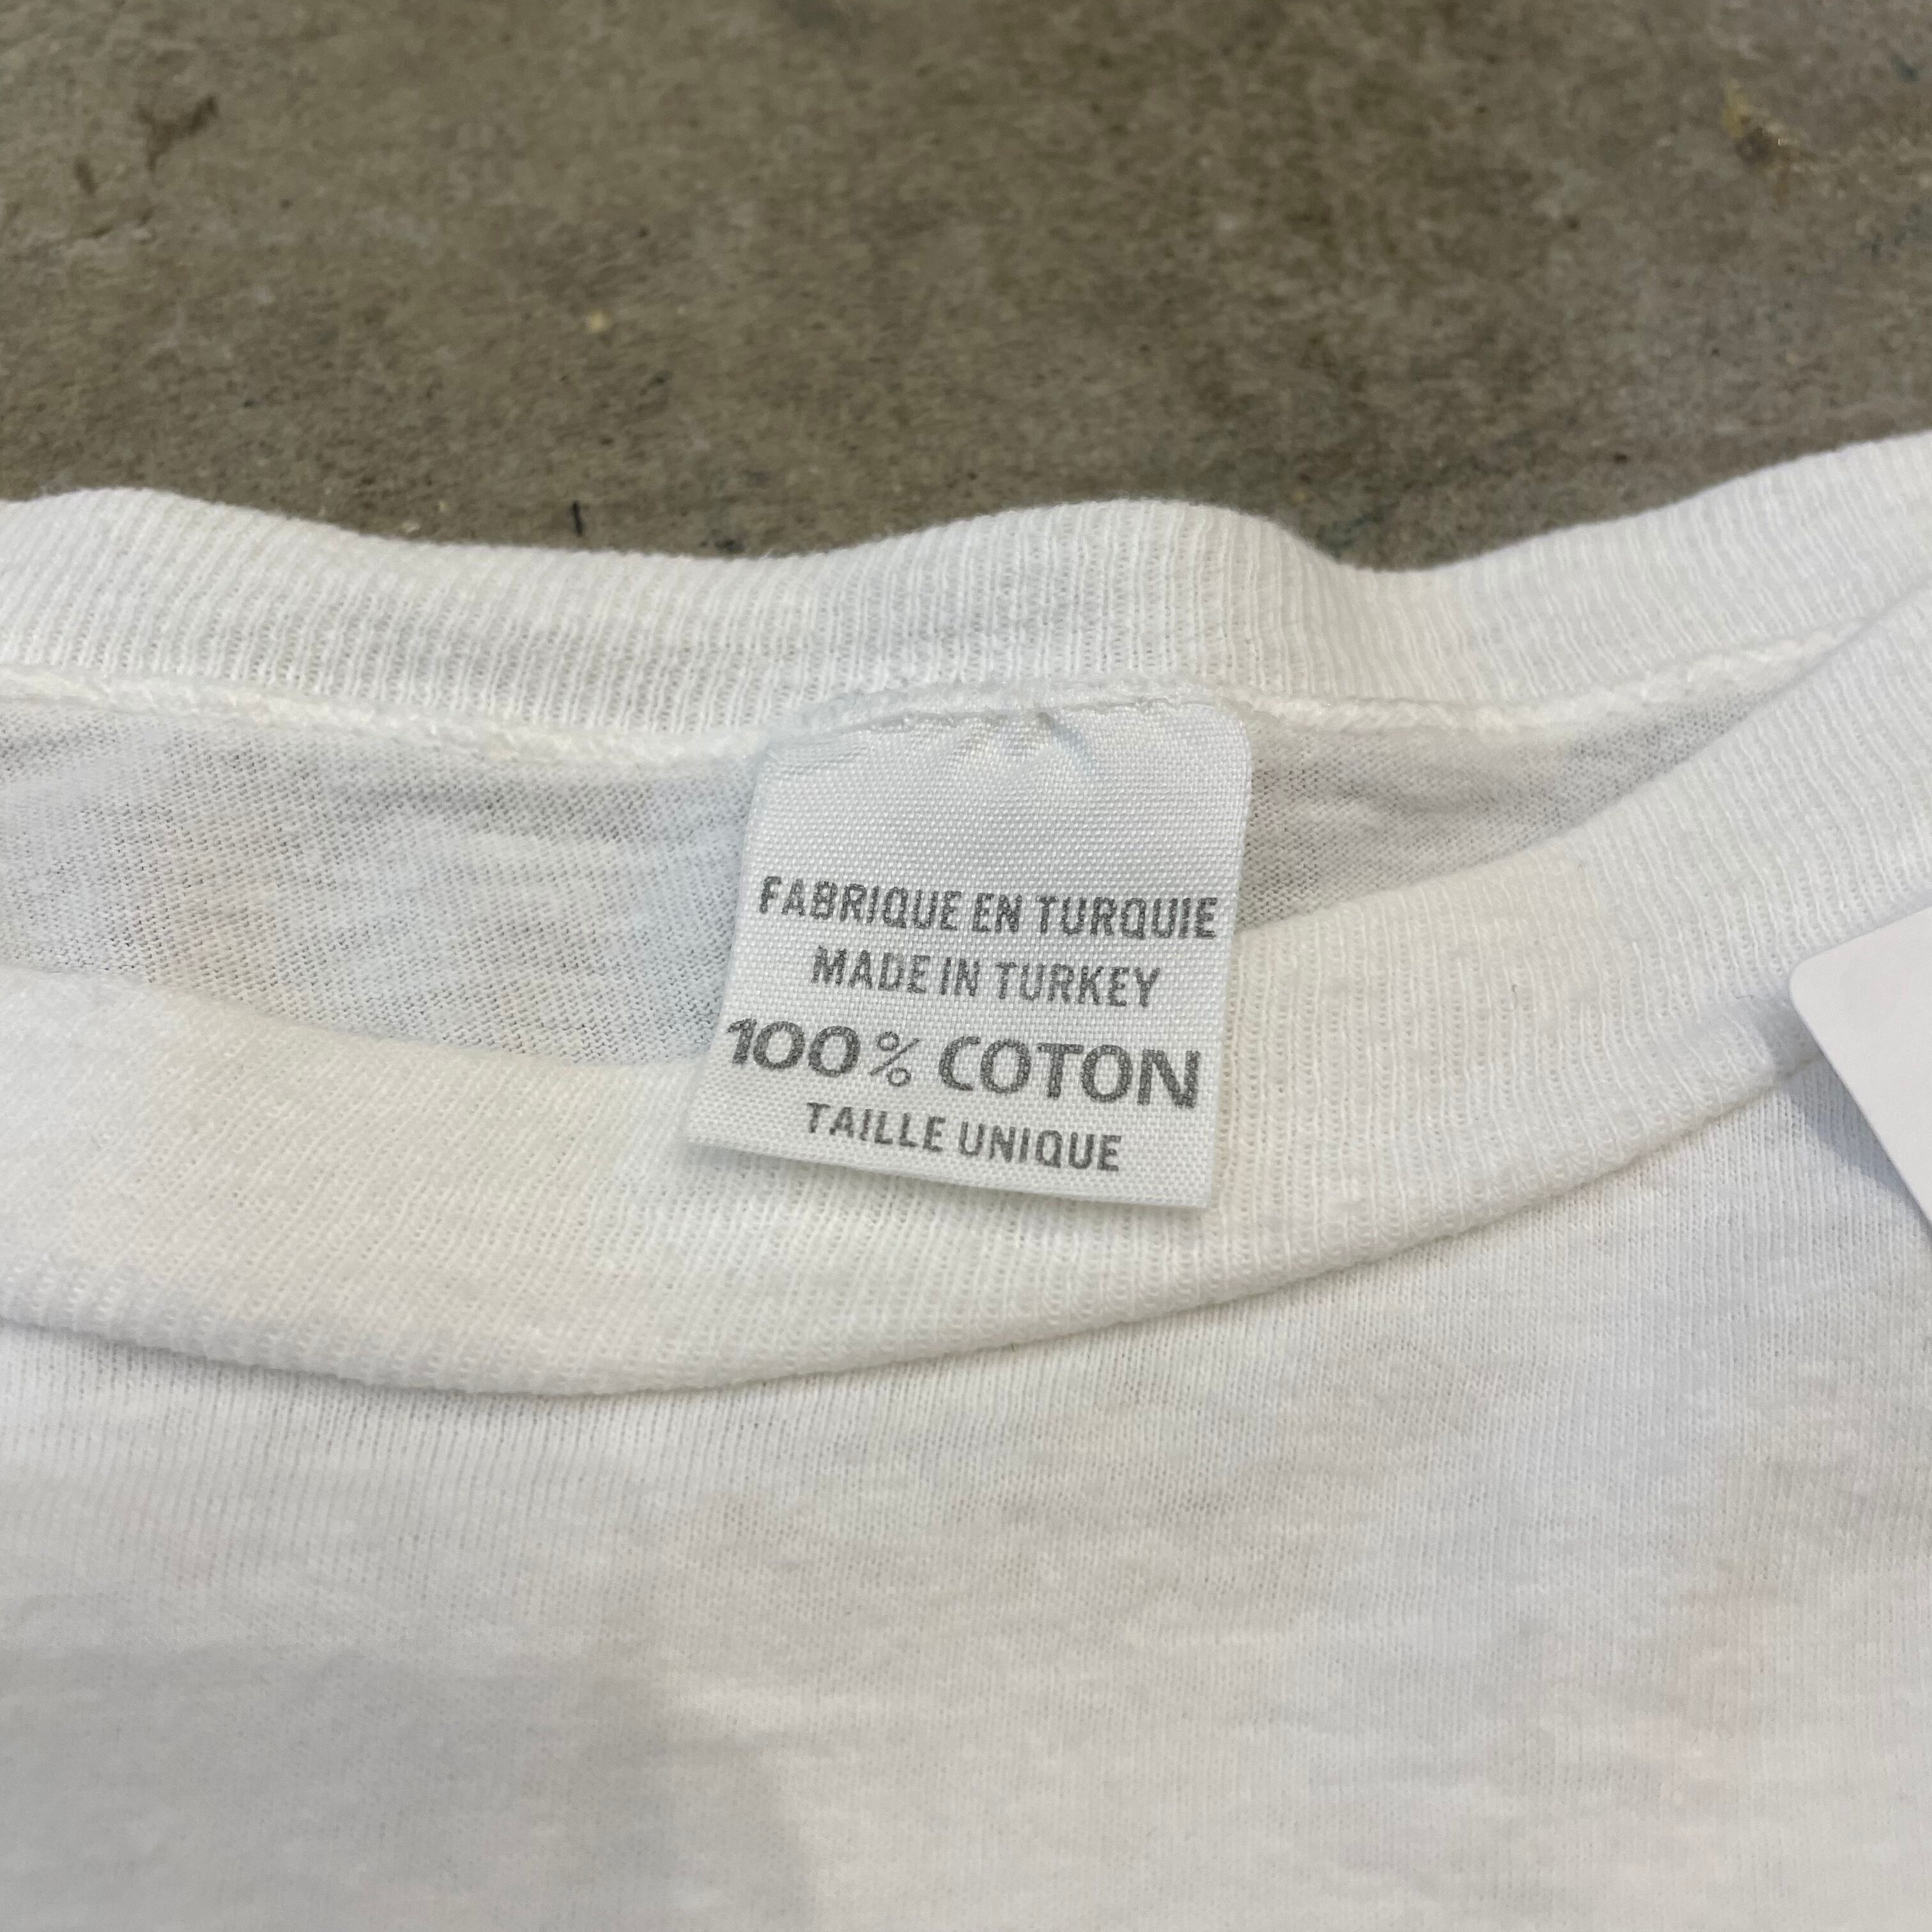 FABRIQUE EN TURQUIE
MADE IN TURKEY
100% COTON
TAILLE UNIQUE